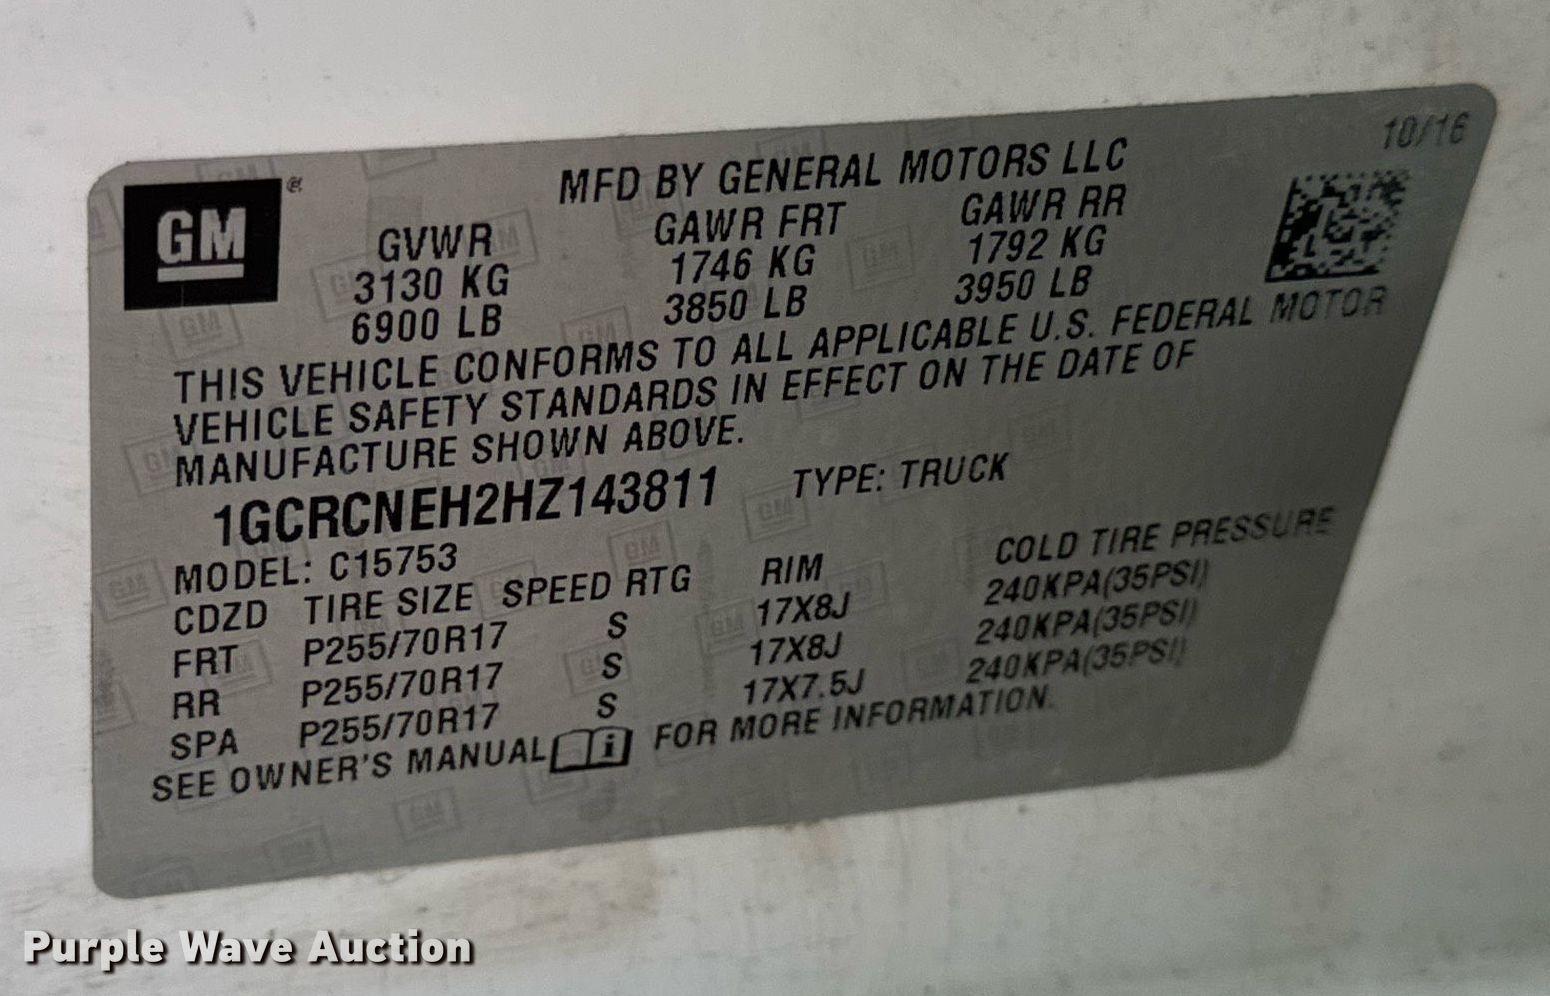 10/16
GM ®
MFD BY GENERAL MOTORS LLC
GVWR GAWR FRT GAWR RR
3130 KG 1746 KG 1792 KG
6900 LB 3850 LB 3950 LB
THIS VEHICLE CONFORMS TO ALL APPLICABLE U.S. FEDERAL MOTOR
VEHICLE SAFETY STANDARDS IN EFFECT ON THE DATE OF
MANUFACTURE SHOWN ABOVE.
1GCRCNEH2HZ143811 TYPE: TRUCK
MODEL: C15753
CDZD TIRE SIZE SPEED RTG RIM COLD TIRE PRESSURE
FRT P255/70R17 S 17X8J 240KPA(35PSI)
RR P255/70R17 S 17X8J 240KPA(35PSI)
SPA P255/70R17 S 17X7.5J 240KPA(35PSI)
SEE OWNER'S MANUAL i FOR MORE INFORMATION.
Purple Wave Auction